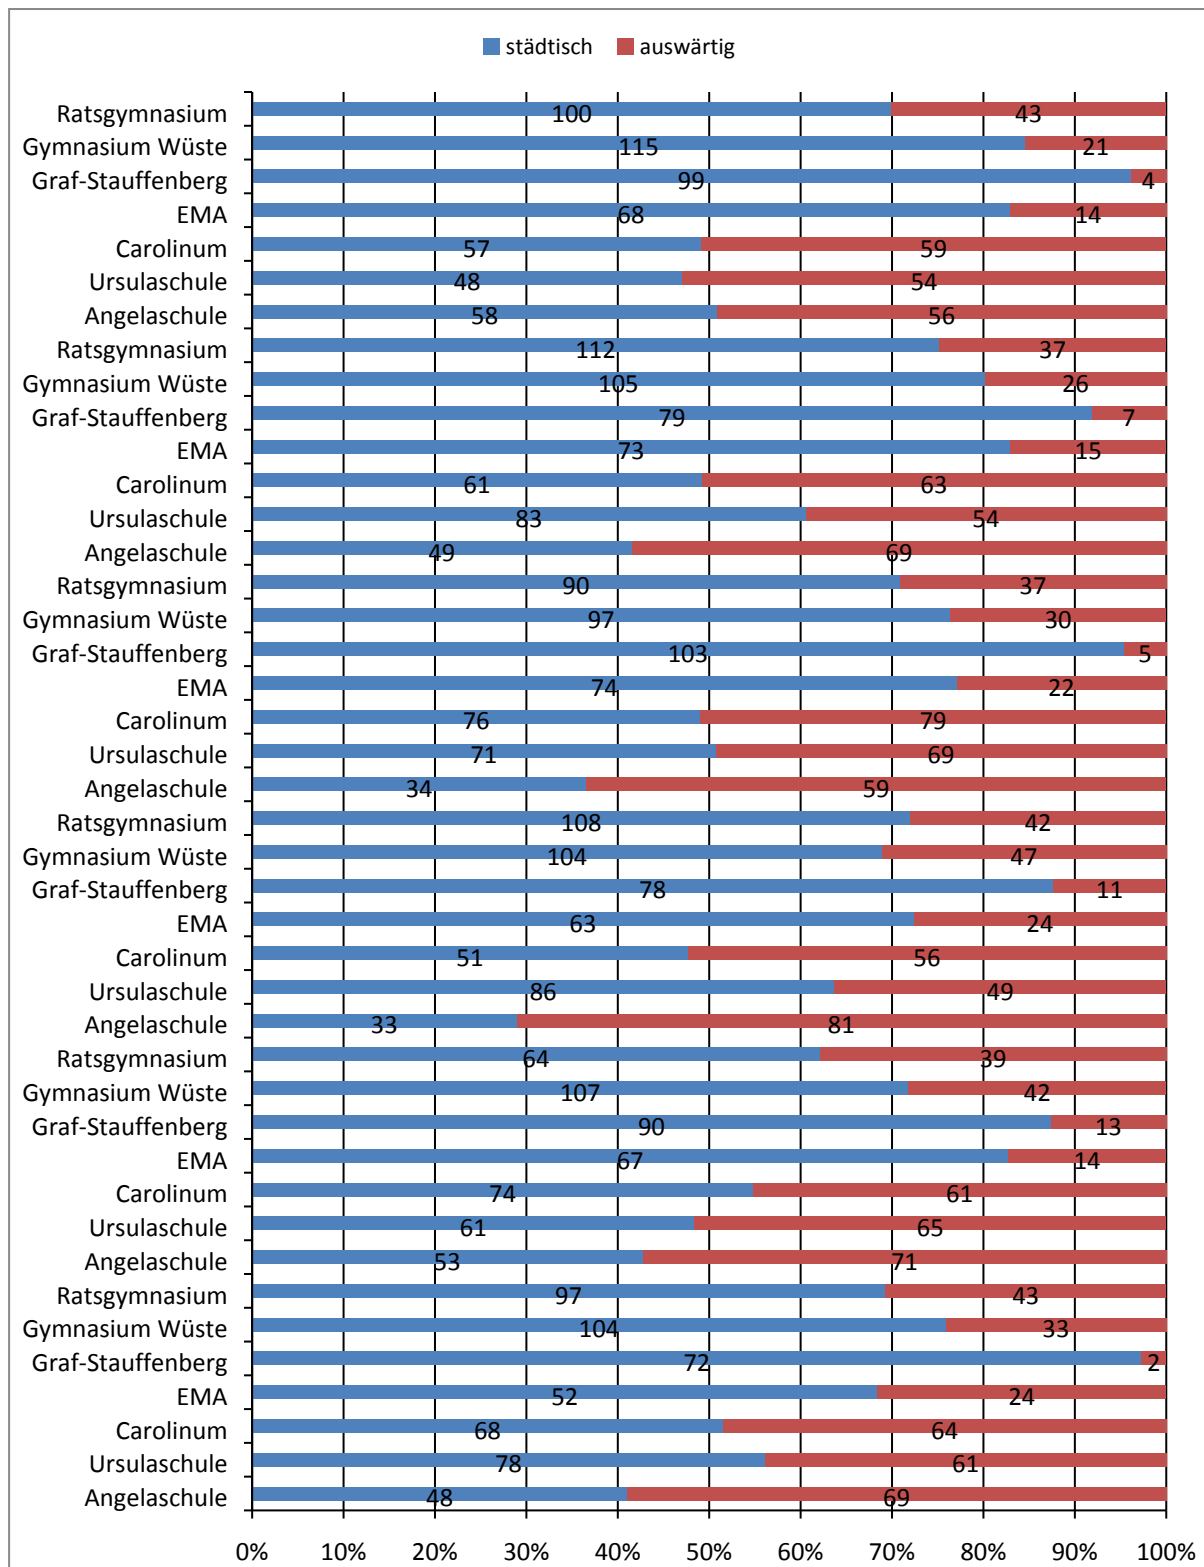 städtisch auswärtig
Ratsgymnasium 100 43
Gymnasium Wüste 115 21
Graf-Stauffenberg 99 4
EMA 68 14
Carolinum 57 59
Ursulaschule 48 54
Angelaschule 58 56
Ratsgymnasium 112 37
Gymnasium Wüste 105 26
Graf-Stauffenberg 79 7
EMA 73 15
Carolinum 61 63
Ursulaschule 83 54
Angelaschule 49 69
Ratsgymnasium 90 37
Gymnasium Wüste 97 30
Graf-Stauffenberg 103 5
EMA 74 22
Carolinum 76 79
Ursulaschule 71 69
Angelaschule 34 59
Ratsgymnasium 108 42
Gymnasium Wüste 104 47
Graf-Stauffenberg 78 11
EMA 63 24
Carolinum 51 56
Ursulaschule 86 49
Angelaschule 33 81
Ratsgymnasium 64 39
Gymnasium Wüste 107 42
Graf-Stauffenberg 90 13
EMA 67 14
Carolinum 74 61
Ursulaschule 61 65
Angelaschule 53 71
Ratsgymnasium 97 43
Gymnasium Wüste 104 33
Graf-Stauffenberg 72 2
EMA 52 24
Carolinum 68 64
Ursulaschule 78 61
Angelaschule 48 69
0% 10% 20% 30% 40% 50% 60% 70% 80% 90% 100%